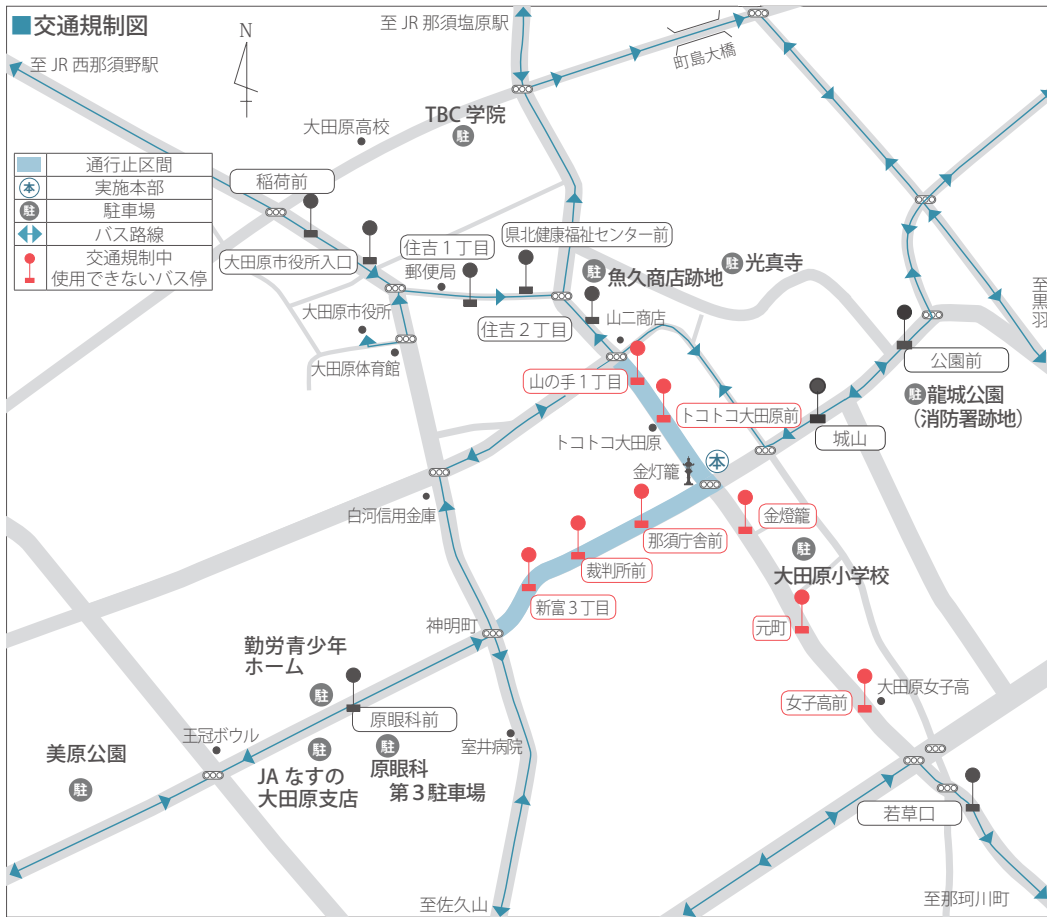 ■交通規制図
N
至 JR 那須塩原駅
至 JR 西那須野駅
町島大橋
TBC 学院
駐
大田原高校
通行止区間
本
実施本部
駐
駐車場
バス路線
交通規制中
使用できないバス停
稲荷前
大田原市役所入口
住吉１丁目
郵便局
県北健康福祉センター前
住吉２丁目
駐
魚久商店跡地
駐
光真寺
山二商店
大田原市役所
大田原体育館
至黒羽
公園前
駐
龍城公園
（消防署跡地）
山の手１丁目
トコトコ大田原前
トコトコ大田原
城山
金灯籠
本
白河信用金庫
那須庁舎前
金燈籠
裁判所前
駐
大田原小学校
新富３丁目
神明町
元町
勤労青少年
ホーム
駐
原眼科前
女子高前
大田原女子高
王冠ボウル
室井病院
美原公園
駐
駐
JA なすの
大田原支店
駐
原眼科
第３駐車場
若草口
至佐久山
至那珂川町